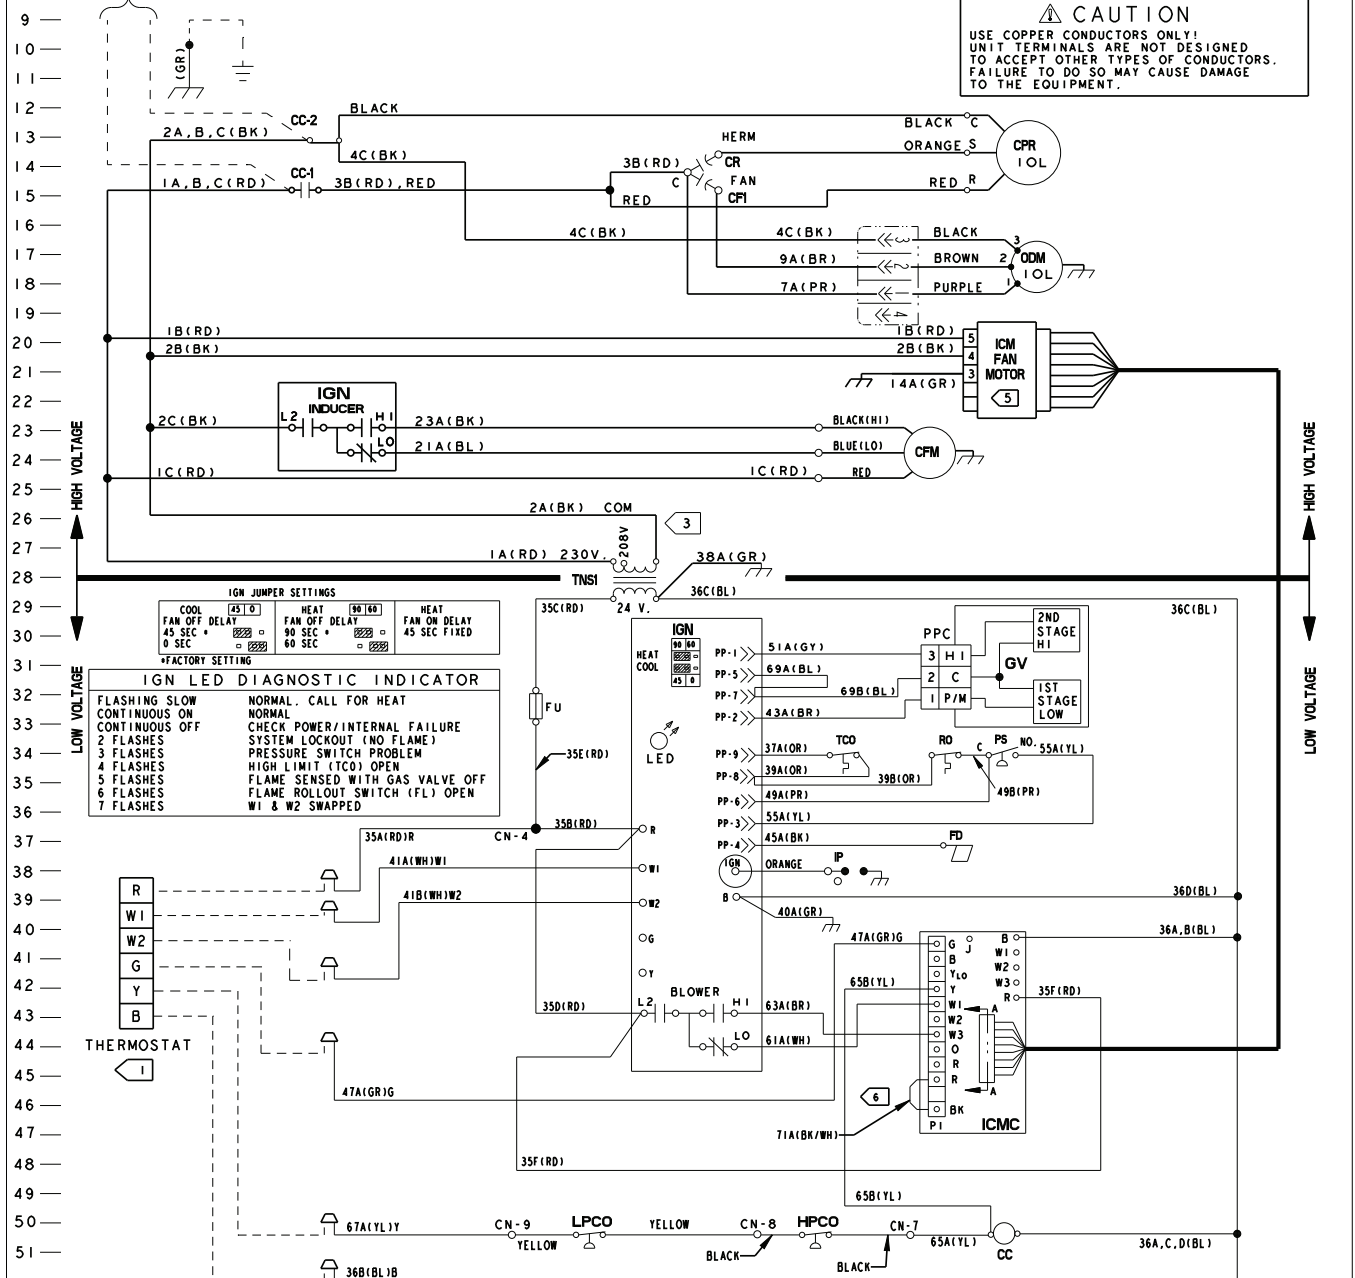 9
10
11
12
13
14
15
16
17
18
19
20
21
22
23
24
25
26
27
28
29
30
31
32
33
34
35
36
37
38
39
40
41
42
43
44
45
46
47
48
49
50
51
(GR)
CAUTION
USE COPPER CONDUCTORS ONLY!
UNIT TERMINALS ARE NOT DESIGNED
TO ACCEPT OTHER TYPES OF CONDUCTORS.
FAILURE TO DO SO MAY CAUSE DAMAGE
TO THE EQUIPMENT.
BLACK
CC-2
2A,B,C(BK)
4C(BK)
CC-1
1A,B,C(RD)
3B(RD),RED
3B(RD)
C
RED
HERM
CR
FAN
CF1
BLACK C
ORANGE S
RED R
CPR
10L
4C(BK)
4C(BK)
3
BLACK
3
9A(BR)
2
BROWN
2
ODM
10L
7A(PR)
1
PURPLE
1
4
1B(RD)
1B(RD)
5
2B(BK)
2B(BK)
4
14A(GR)
3
ICM
FAN
MOTOR
5
IGN
INDUCER
L2
HI
LO
2C(BK)
23A(BK)
BLACK(HI)
21A(BL)
BLUE(LO)
CFM
1C(RD)
1C(RD)
RED
HIGH VOLTAGE
HIGH VOLTAGE
2A(BK) COM
3
208V
1A(RD) 230V.
38A(GR)
TNS1
36C(BL)
35C(RD)
24 V.
36C(BL)
LOW VOLTAGE
LOW VOLTAGE
IGN JUMPER SETTINGS
COOL 45 0
FAN OFF DELAY
45 SEC *
0 SEC
HEAT 90 60
FAN OFF DELAY
90 SEC *
60 SEC
HEAT
FAN ON DELAY
45 SEC FIXED
*FACTORY SETTING
IGN LED DIAGNOSTIC INDICATOR
FLASHING SLOW NORMAL. CALL FOR HEAT
CONTINUOUS ON NORMAL
CONTINUOUS OFF CHECK POWER/INTERNAL FAILURE
2 FLASHES SYSTEM LOCKOUT (NO FLAME)
3 FLASHES PRESSURE SWITCH PROBLEM
4 FLASHES HIGH LIMIT (TCO) OPEN
5 FLASHES FLAME SENSED WITH GAS VALVE OFF
6 FLASHES FLAME ROLLOUT SWITCH (FL) OPEN
7 FLASHES W1 & W2 SWAPPED
FU
35E(RD)
IGN
90 60
HEAT
COOL
45 0
LED
PP-1
51A(GY)
PP-5
69A(BL)
PP-7
69B(BL)
PP-2
43A(BR)
PPC
3 HI
2 C
1 P/M
GV
2ND
STAGE
HI
1ST
STAGE
LOW
PP-9
37A(OR)
TCO
PP-8
39A(OR)
39B(OR)
RO
C
PS
NO.
55A(YL)
49B(PR)
PP-6
49A(PR)
PP-3
55A(YL)
PP-4
45A(BK)
FD
IGN
ORANGE
IP
B
40A(GR)
36D(BL)
35A(RD)R
CN-4
35B(RD)
R
41A(WH)W1
W1
41B(WH)W2
W2
G
Y
R
W1
W2
G
Y
B
THERMOSTAT
1
35D(RD)
L2
BLOWER
HI
LO
63A(BR)
61A(WH)
47A(GR)G
65B(YL)
36A,B(BL)
35F(RD)
G
B
YLO
Y
W1
W2
W3
O
R
R
BK
P1
J
B
W1
W2
W3
R
A
A
ICMC
6
71A(BK/WH)
47A(GR)G
35F(RD)
65B(YL)
67A(YL)Y
CN-9
YELLOW
LPCO
YELLOW
CN-8
BLACK
HPCO
CN-7
BLACK
65A(YL)
CC
36A,C,D(BL)
36B(BL)B